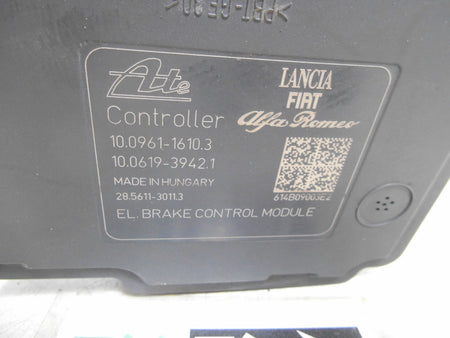 Ate
LANCIA
FIAT
Alfa Romeo
Controller
10.0961-1610.3
10.0619-3942.1
MADE IN HUNGARY
28.5611-3011.3
614B09003E2
EL. BRAKE CONTROL MODULE